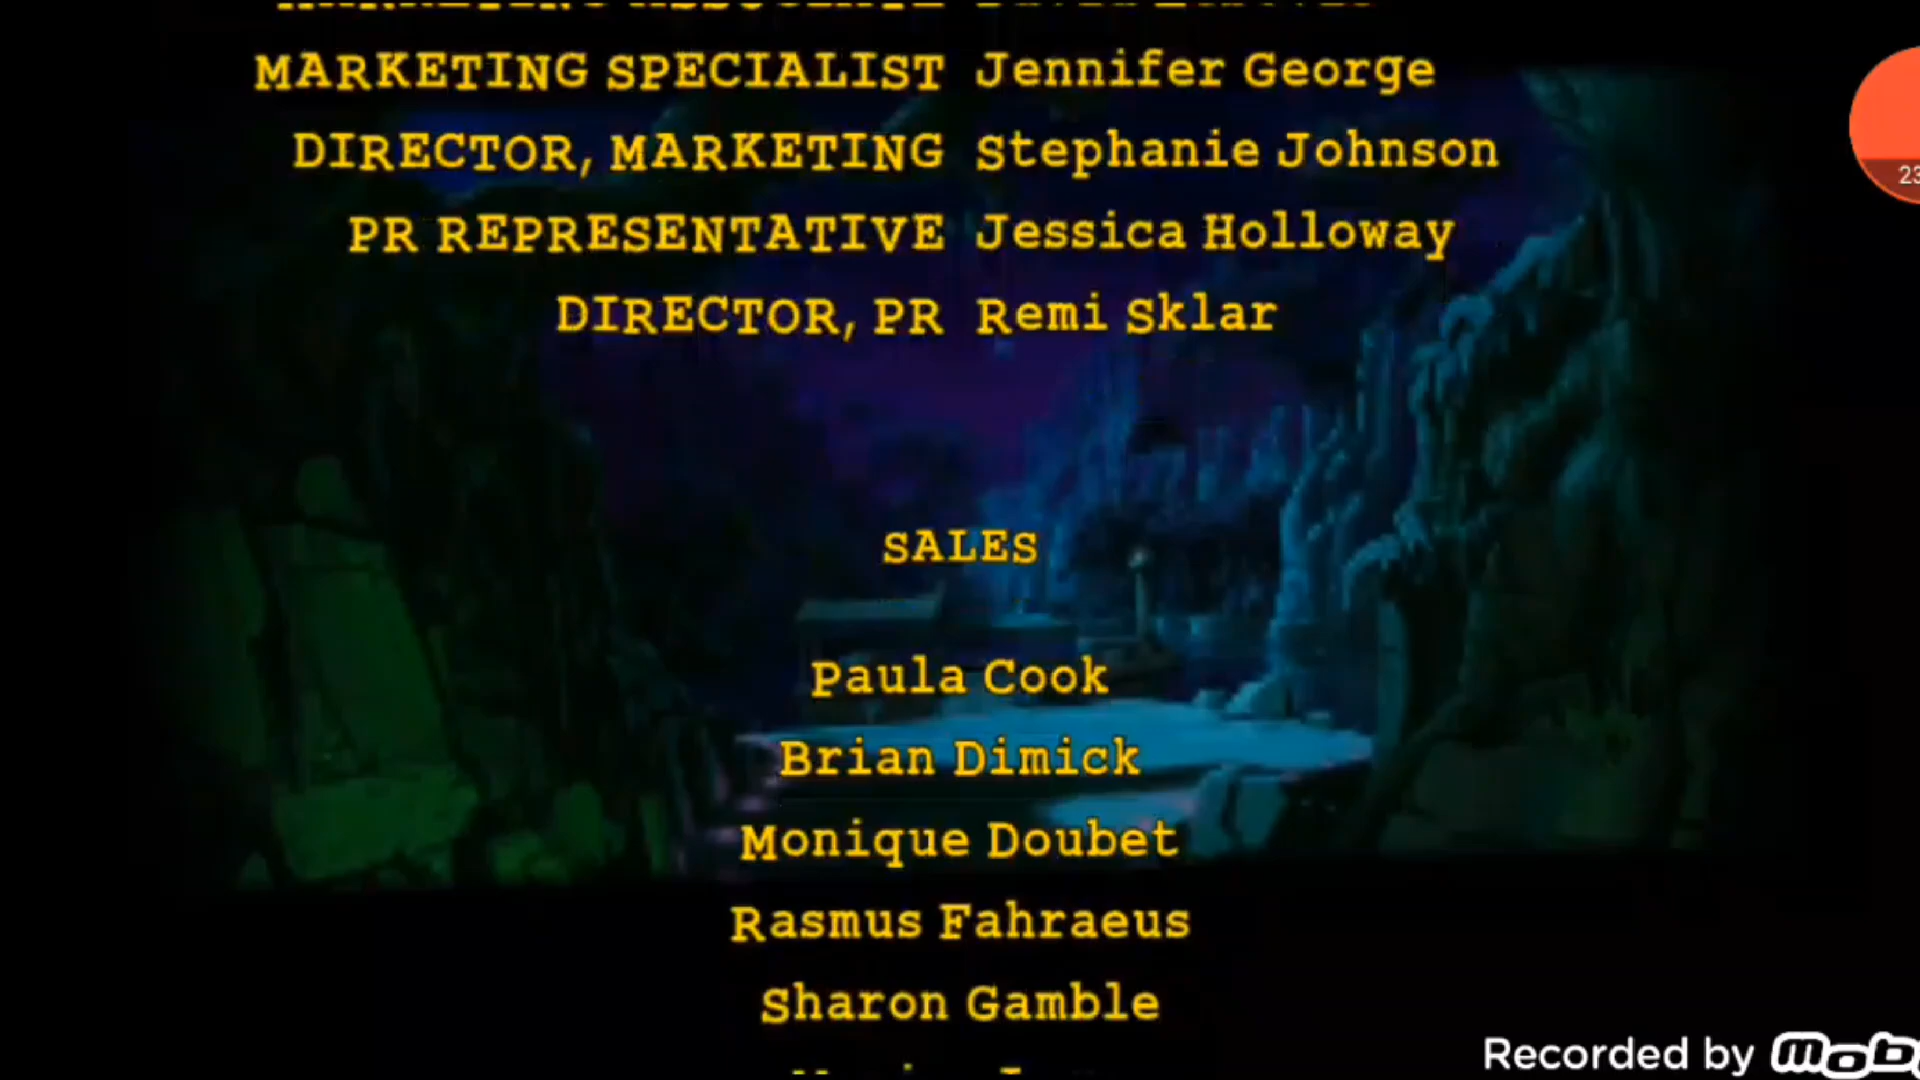 MARKETING SPECIALIST Jennifer George
DIRECTOR, MARKETING Stephanie Johnson
PR REPRESENTATIVE Jessica Holloway
DIRECTOR, PR Remi Sklar
23
SALES
Paula Cook
Brian Dimick
Monique Doubet
Rasmus Fahraeus
Sharon Gamble
Recorded by